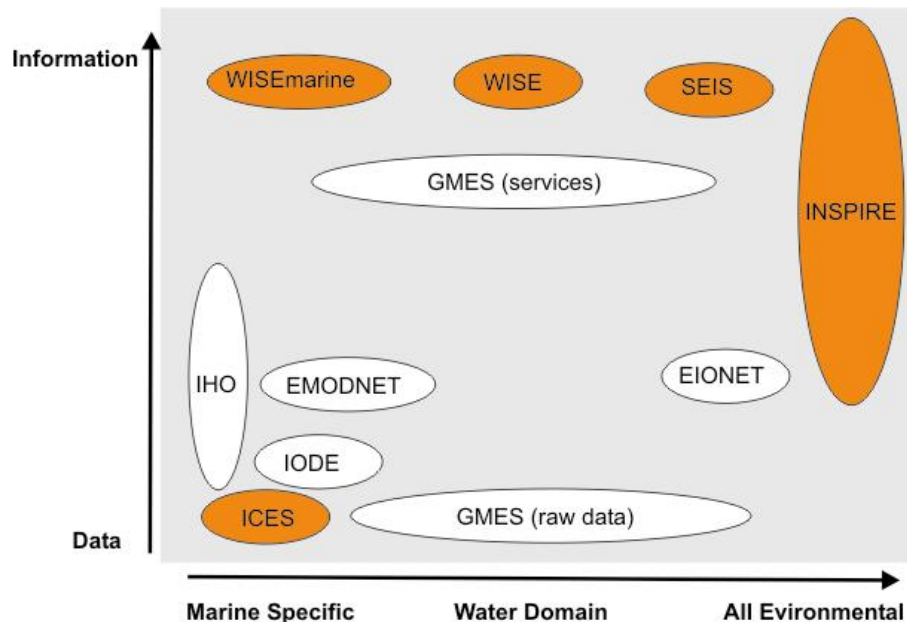 Information
WISEmarine
WISE
SEIS
GMES (services)
INSPIRE
IHO
EMODNET
EIONET
IODE
ICES
GMES (raw data)
Data
Marine Specific
Water Domain
All Evironmental